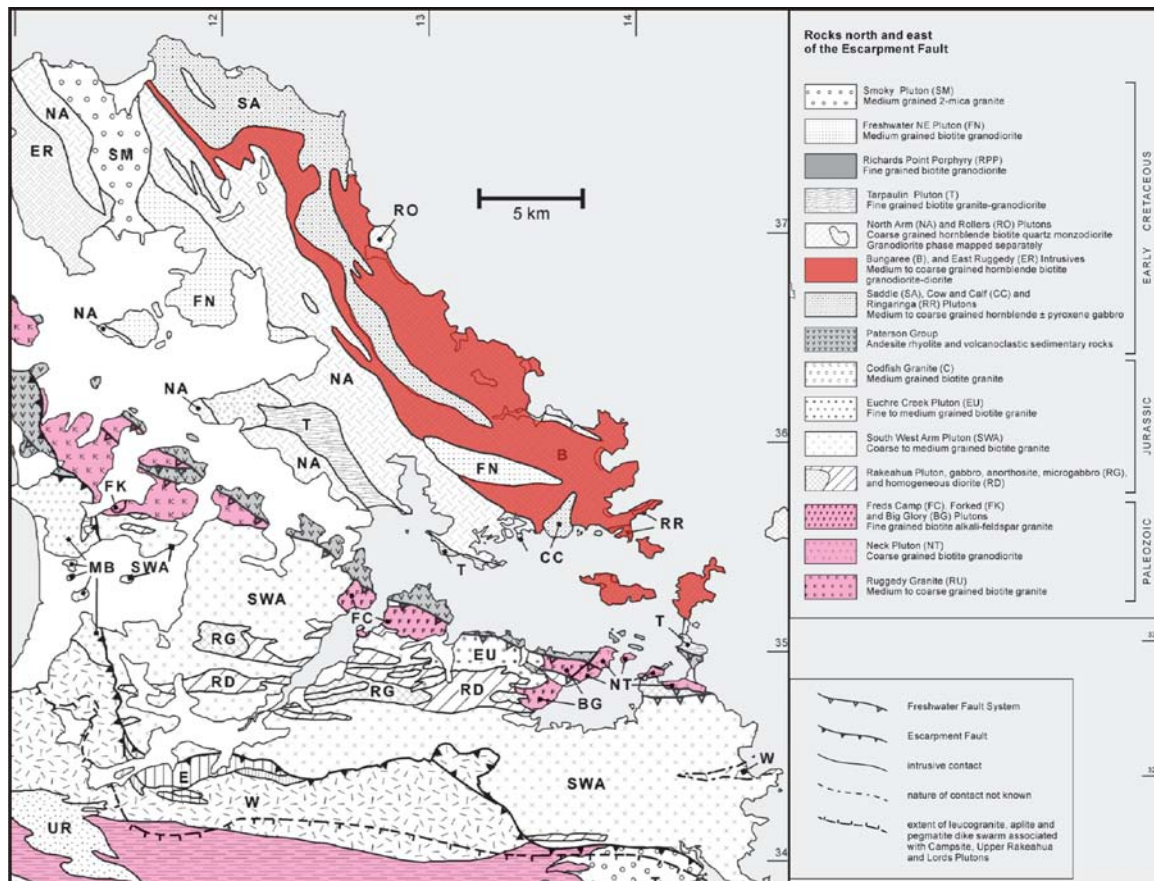 12
13
14
Rocks north and east
of the Escarpment Fault
Smoky Pluton (SM)
Medium grained 2-mica granite
Freshwater NE Pluton (FN)
Medium grained biotite granodiorite
Richards Point Porphyry (RPP)
Fine grained biotite granodiorite
Tarpaulin Pluton (T)
Fine grained biotite granite-granodiorite
North Arm (NA) and Rollers (RO) Plutons
Coarse grained hornblende biotite quartz monzodiorite
Granodiorite phase mapped separately
Bungaree (B), and East Ruggedy (ER) Intrusives
Medium to coarse grained hornblende biotite
granodiorite-diorite
Saddle (SA), Cow and Calf (CC) and
Ringaringa (RR) Plutons
Medium to coarse grained hornblende ± pyroxene gabbro
Paterson Group
Andesite rhyolite and volcanoclastic sedimentary rocks
EARLY CRETACEOUS
Codfish Granite (C)
Medium grained biotite granite
Euchre Creek Pluton (EU)
Fine to medium grained biotite granite
South West Arm Pluton (SWA)
Coarse to medium grained biotite granite
Rakeahua Pluton, gabbro, anorthosite, microgabbro (RG),
and homogeneous diorite (RD)
JURASSIC
Freds Camp (FC), Forked (FK)
and Big Glory (BG) Plutons
Fine grained biotite alkali-feldspar granite
Neck Pluton (NT)
Coarse grained biotite granodiorite
Ruggedy Granite (RU)
Medium to coarse grained biotite granite
PALEOZOIC
Freshwater Fault System
Escarpment Fault
intrusive contact
nature of contact not known
extent of leucogranite, aplite and
pegmatite dike swarm associated
with Campsite, Upper Rakeahua
and Lords Plutons
SA
NA
ER
SM
5 km
RO
37
FN
NA
NA
NA
T
NA
36
FN
B
FK
RR
CC
T
MB
SWA
SWA
FC
T
RG
EU
35
RD
RG
RD
NT
BG
E
W
SWA
W
UR
34